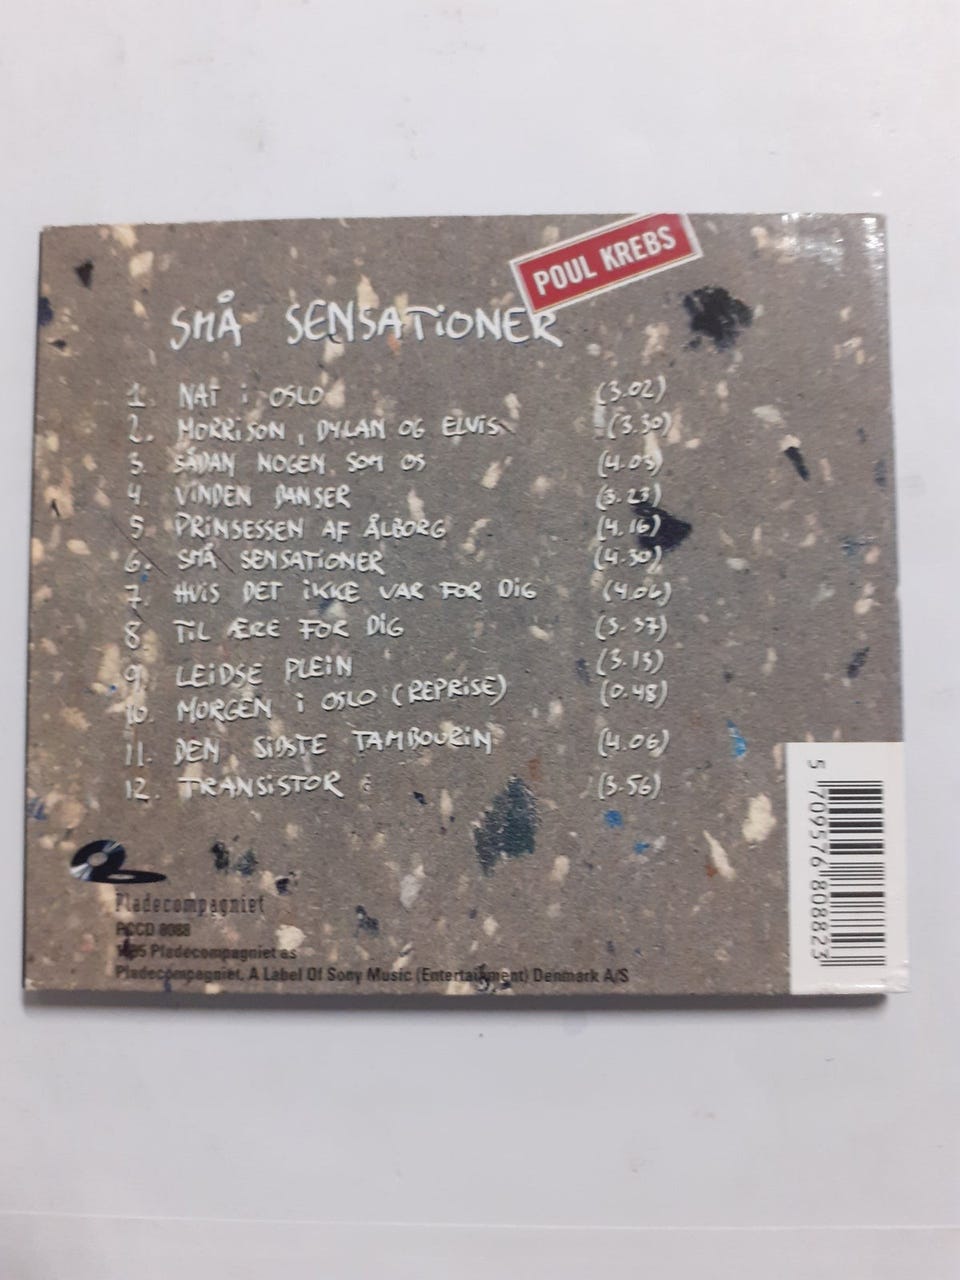 POUL KREBS
SMÅ SENSATIONER
1. NAT i OSLO (3.02)
2. MORRiSON, DYLAN OG ELVIS (3.30)
3. SÅDAN NOGEN SOM OS (4.03)
4. ViNDEN DANSER (3.23)
5. PRiNSESSEN AF ÅLBORG (4.16)
6. SMÅ SENSATiONER (4.30)
7. HViS DET iKKE VAR FOR DiG (4.06)
8 TiL ÆRE FOR DiG (3.37)
9. LEiDSE PLEiN (3.13)
10. MORGEN i OSLO (REPRiSE) (0.48)
11. DEN SiDSTE TAMBOURiN (4.06)
12. TRANSiSTOR (3.56)
Pladecompagniet
PCCD 8088
1995 Pladecompagniet as
Pladecompagniet, A Label Of Sony Music (Entertainment) Denmark A/S
5 709576 808823